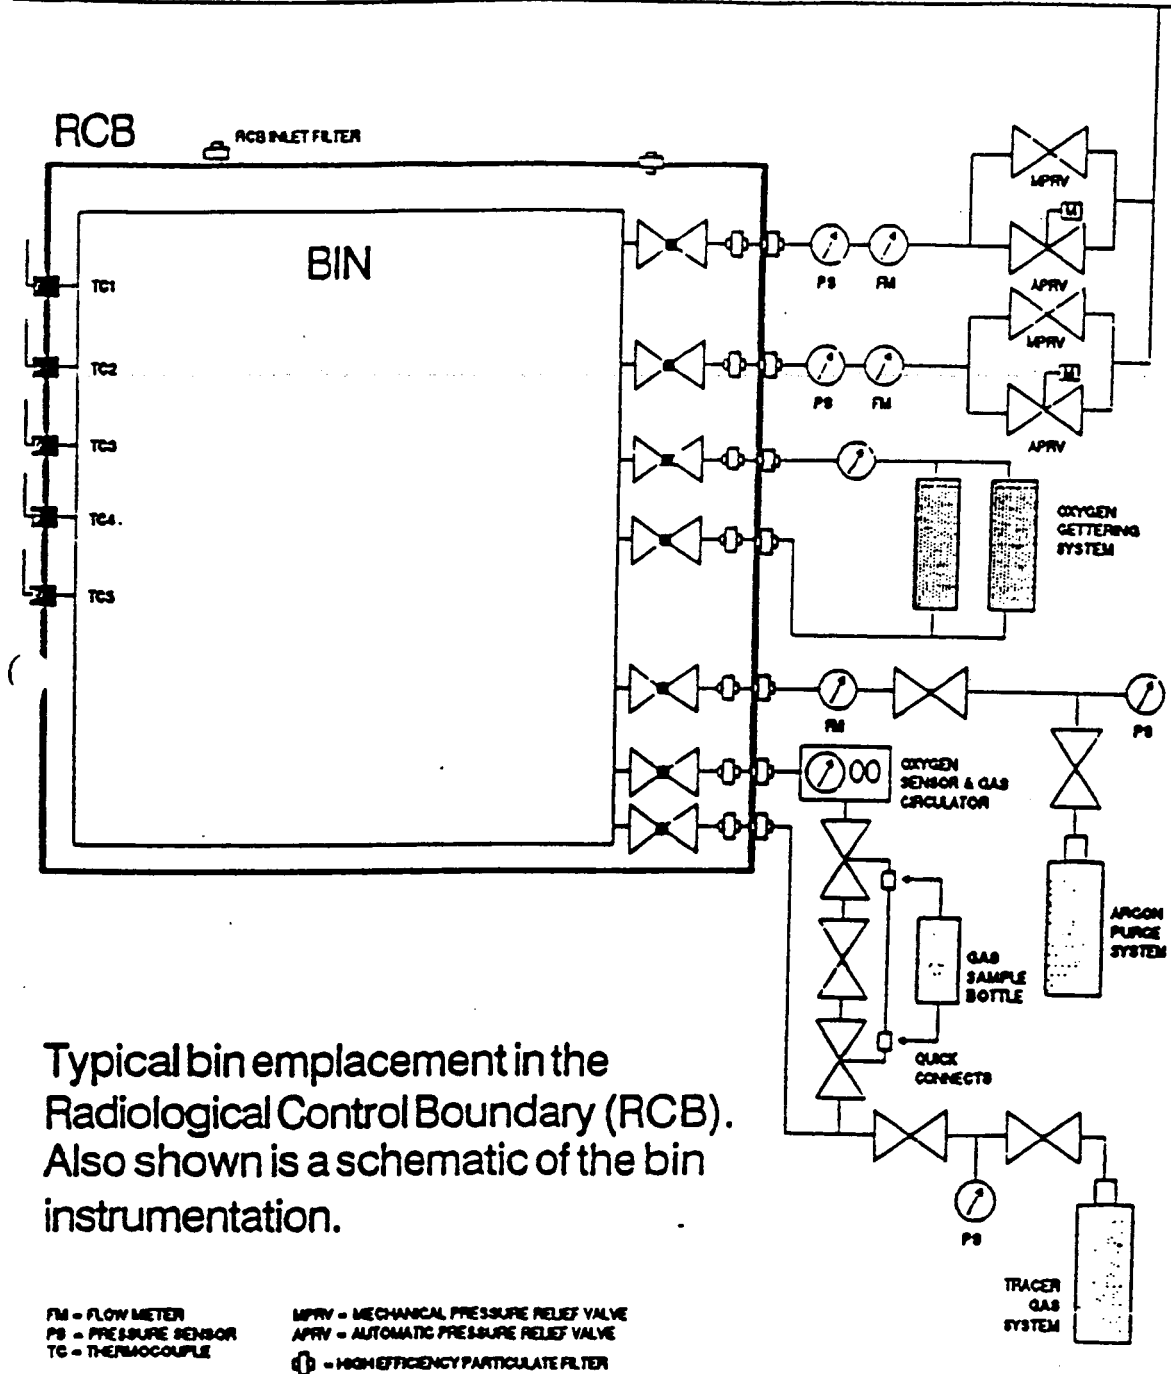 RCB
RCB INLET FILTER
MPRV
M
BIN
TC1
PS
FM
APRV
MPRV
TC2
M
PS
FM
TC3
APRV
TC4
OXYGEN
GETTERING
SYSTEM
TC5
FM
PS
OXYGEN
SENSOR & GAS
CIRCULATOR
ARGON
PURGE
SYSTEM
GAS
SAMPLE
BOTTLE
QUICK
CONNECTS
Typical bin emplacement in the
Radiological Control Boundary (RCB).
Also shown is a schematic of the bin
instrumentation.
PS
TRACER
GAS
SYSTEM
FM = FLOW METER
PS = PRESSURE SENSOR
TC = THERMOCOUPLE
MPRV = MECHANICAL PRESSURE RELIEF VALVE
APRV = AUTOMATIC PRESSURE RELIEF VALVE
= HIGH EFFICIENCY PARTICULATE FILTER